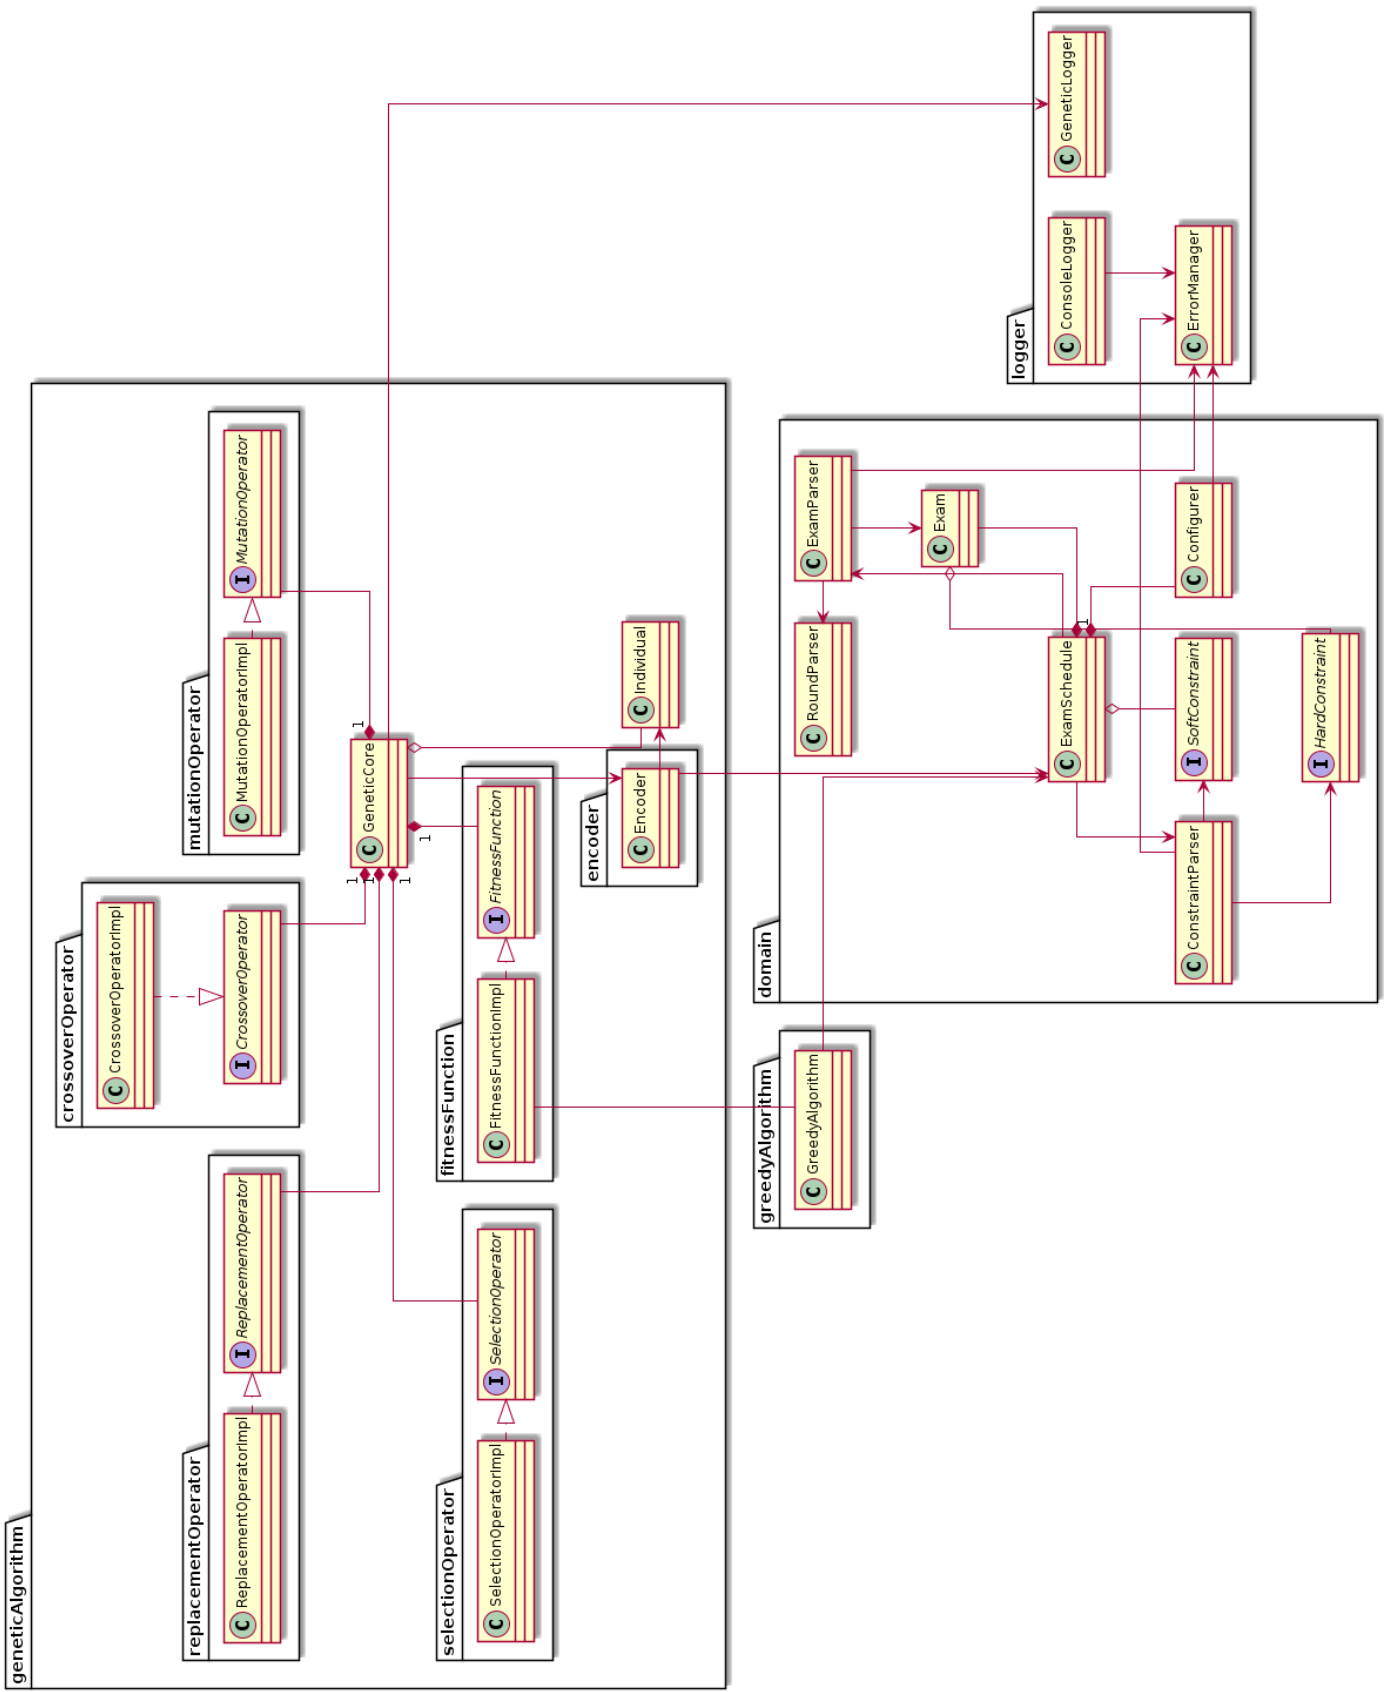 geneticAlgorithm
replacementOperator
C ReplacementOperatorImpl
I ReplacementOperator
crossoverOperator
C CrossoverOperatorImpl
I CrossoverOperator
mutationOperator
C MutationOperatorImpl
I MutationOperator
selectionOperator
C SelectionOperatorImpl
I SelectionOperator
fitnessFunction
C FitnessFunctionImpl
I FitnessFunction
C GeneticCore
1
1
1
1
1
encoder
C Encoder
C Individual
greedyAlgorithm
C GreedyAlgorithm
domain
C RoundParser
C ExamParser
C Exam
C ExamSchedule
1
C ConstraintParser
I SoftConstraint
C Configurer
I HardConstraint
logger
C ConsoleLogger
C GeneticLogger
C ErrorManager